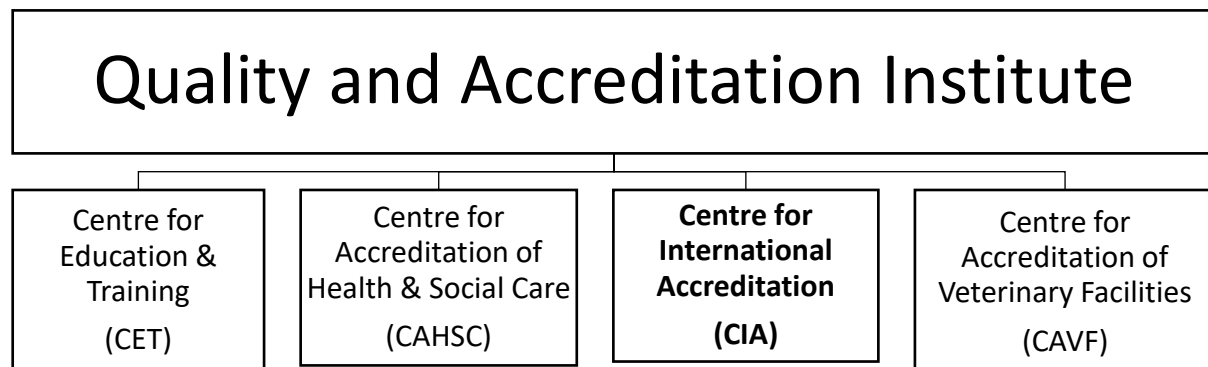 Quality and Accreditation Institute
Centre for
Education &
Training
(CET)
Centre for
Accreditation of
Health & Social Care
(CAHSC)
Centre for
International
Accreditation
(CIA)
Centre for
Accreditation of
Veterinary Facilities
(CAVF)